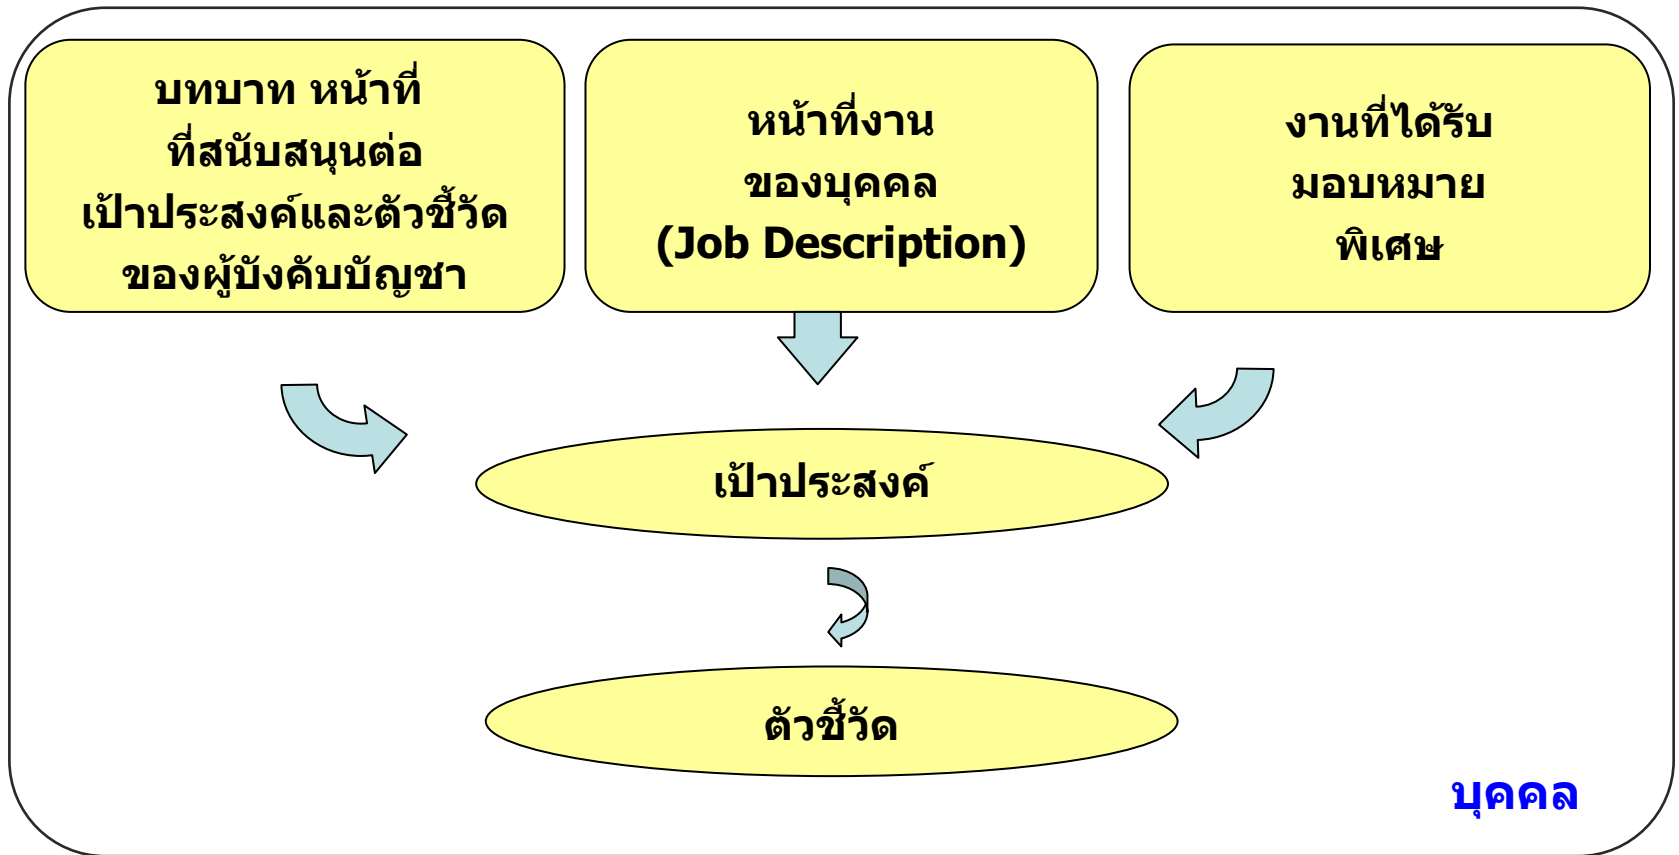 บทบาท หน้าที่
ที่สนับสนุนต่อ
เป้าประสงค์และตัวชี้วัด
ของผู้บังคับบัญชา
หน้าที่งาน
ของบุคคล
(Job Description)
งานที่ได้รับ
มอบหมาย
พิเศษ
เป้าประสงค์
ตัวชี้วัด
บุคคล